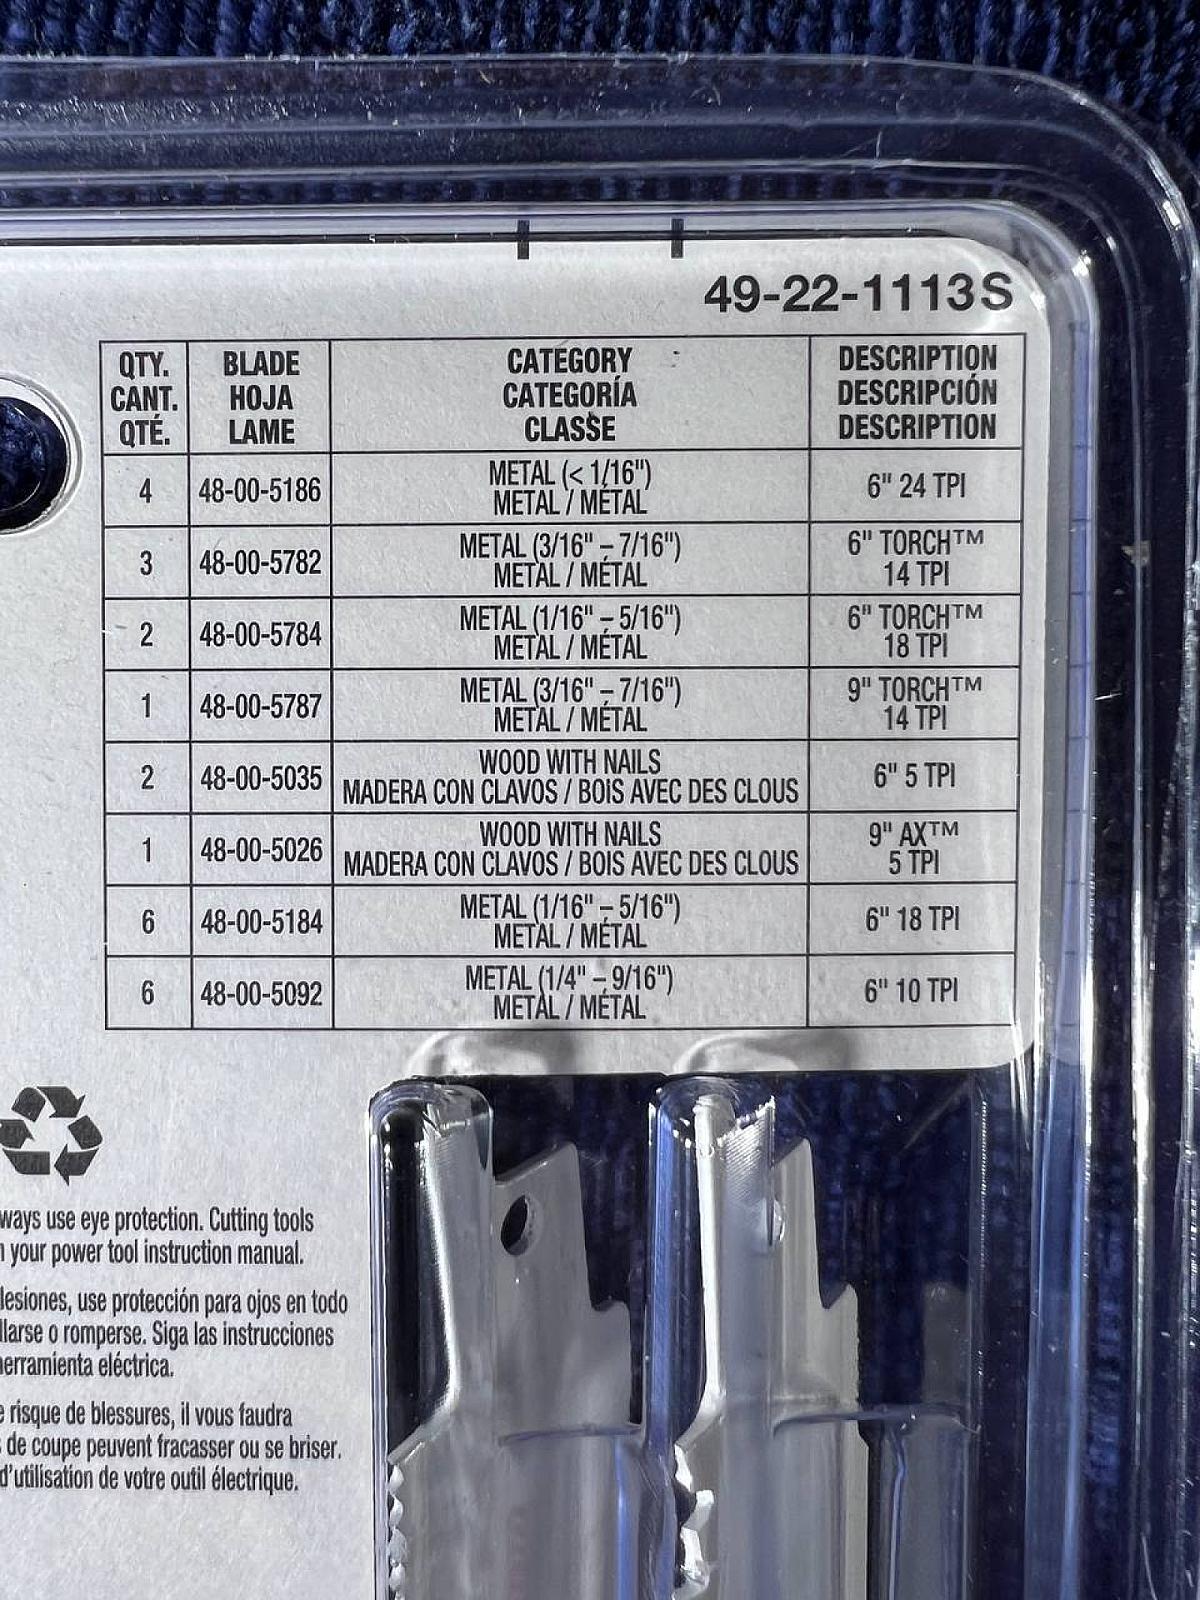 49-22-1113S
QTY. BLADE CATEGORY DESCRIPTION
CANT. HOJA CATEGORÍA DESCRIPCIÓN
QTÉ. LAME CLASSE DESCRIPTION
4 48-00-5186 METAL (< 1/16") 6" 24 TPI
METAL / MÉTAL
3 48-00-5782 METAL (3/16" – 7/16") 6" TORCH™
METAL / MÉTAL 14 TPI
2 48-00-5784 METAL (1/16" – 5/16") 6" TORCH™
METAL / MÉTAL 18 TPI
1 48-00-5787 METAL (3/16" – 7/16") 9" TORCH™
METAL / MÉTAL 14 TPI
2 48-00-5035 WOOD WITH NAILS 6" 5 TPI
MADERA CON CLAVOS / BOIS AVEC DES CLOUS
1 48-00-5026 WOOD WITH NAILS 9" AX™
MADERA CON CLAVOS / BOIS AVEC DES CLOUS 5 TPI
6 48-00-5184 METAL (1/16" – 5/16") 6" 18 TPI
METAL / MÉTAL
6 48-00-5092 METAL (1/4" – 9/16") 6" 10 TPI
METAL / MÉTAL
ways use eye protection. Cutting tools
your power tool instruction manual.
lesiones, use protección para ojos en todo
llarse o romperse. Siga las instrucciones
herramienta eléctrica.
e risque de blessures, il vous faudra
de coupe peuvent fracasser ou se briser.
d'utilisation de votre outil électrique.